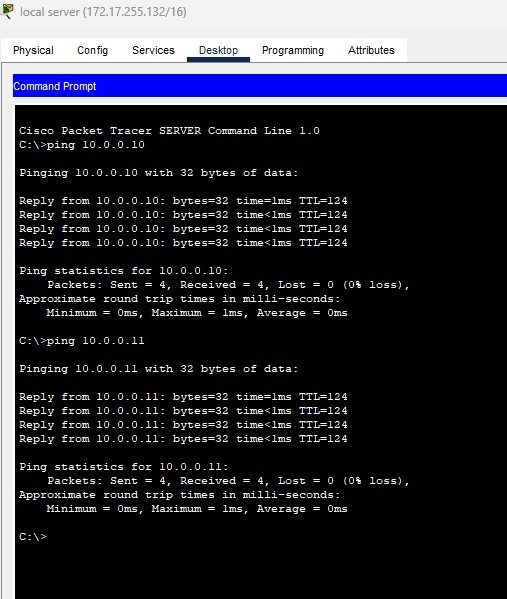 local server (172.17.255.132/16)
Physical Config Services Desktop Programming Attributes
Command Prompt
Cisco Packet Tracer SERVER Command Line 1.0
C:\>ping 10.0.0.10
Pinging 10.0.0.10 with 32 bytes of data:
Reply from 10.0.0.10: bytes=32 time=1ms TTL=124
Reply from 10.0.0.10: bytes=32 time<1ms TTL=124
Reply from 10.0.0.10: bytes=32 time<1ms TTL=124
Reply from 10.0.0.10: bytes=32 time<1ms TTL=124
Ping statistics for 10.0.0.10:
Packets: Sent = 4, Received = 4, Lost = 0 (0% loss),
Approximate round trip times in milli-seconds:
Minimum = 0ms, Maximum = 1ms, Average = 0ms
C:\>ping 10.0.0.11
Pinging 10.0.0.11 with 32 bytes of data:
Reply from 10.0.0.11: bytes=32 time=1ms TTL=124
Reply from 10.0.0.11: bytes=32 time<1ms TTL=124
Reply from 10.0.0.11: bytes=32 time<1ms TTL=124
Reply from 10.0.0.11: bytes=32 time<1ms TTL=124
Ping statistics for 10.0.0.11:
Packets: Sent = 4, Received = 4, Lost = 0 (0% loss),
Approximate round trip times in milli-seconds:
Minimum = 0ms, Maximum = 1ms, Average = 0ms
C:\>